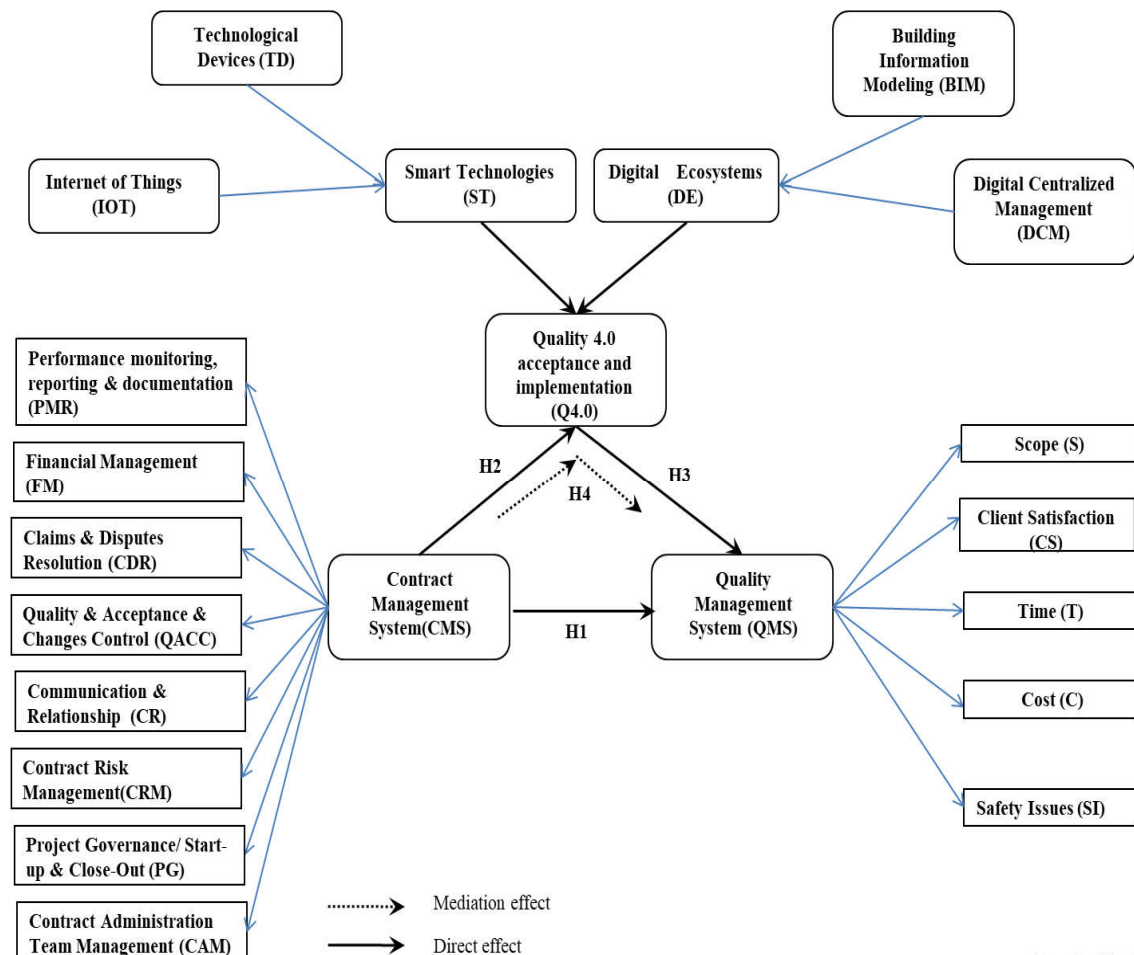 Technological
Devices (TD)
Building
Information
Modeling (BIM)
Internet of Things
(IOT)
Smart Technologies
(ST)
Digital Ecosystems
(DE)
Digital Centralized
Management
(DCM)
Quality 4.0
acceptance and
implementation
(Q4.0)
Performance monitoring,
reporting & documentation
(PMR)
Financial Management
(FM)
Claims & Disputes
Resolution (CDR)
Quality & Acceptance &
Changes Control (QACC)
Communication &
Relationship (CR)
Contract Risk
Management(CRM)
Project Governance/ Start-
up & Close-Out (PG)
Contract Administration
Team Management (CAM)
H2
H4
H3
Contract
Management
System(CMS)
H1
Quality
Management
System (QMS)
Scope (S)
Client Satisfaction
(CS)
Time (T)
Cost (C)
Safety Issues (SI)
Mediation effect
Direct effect